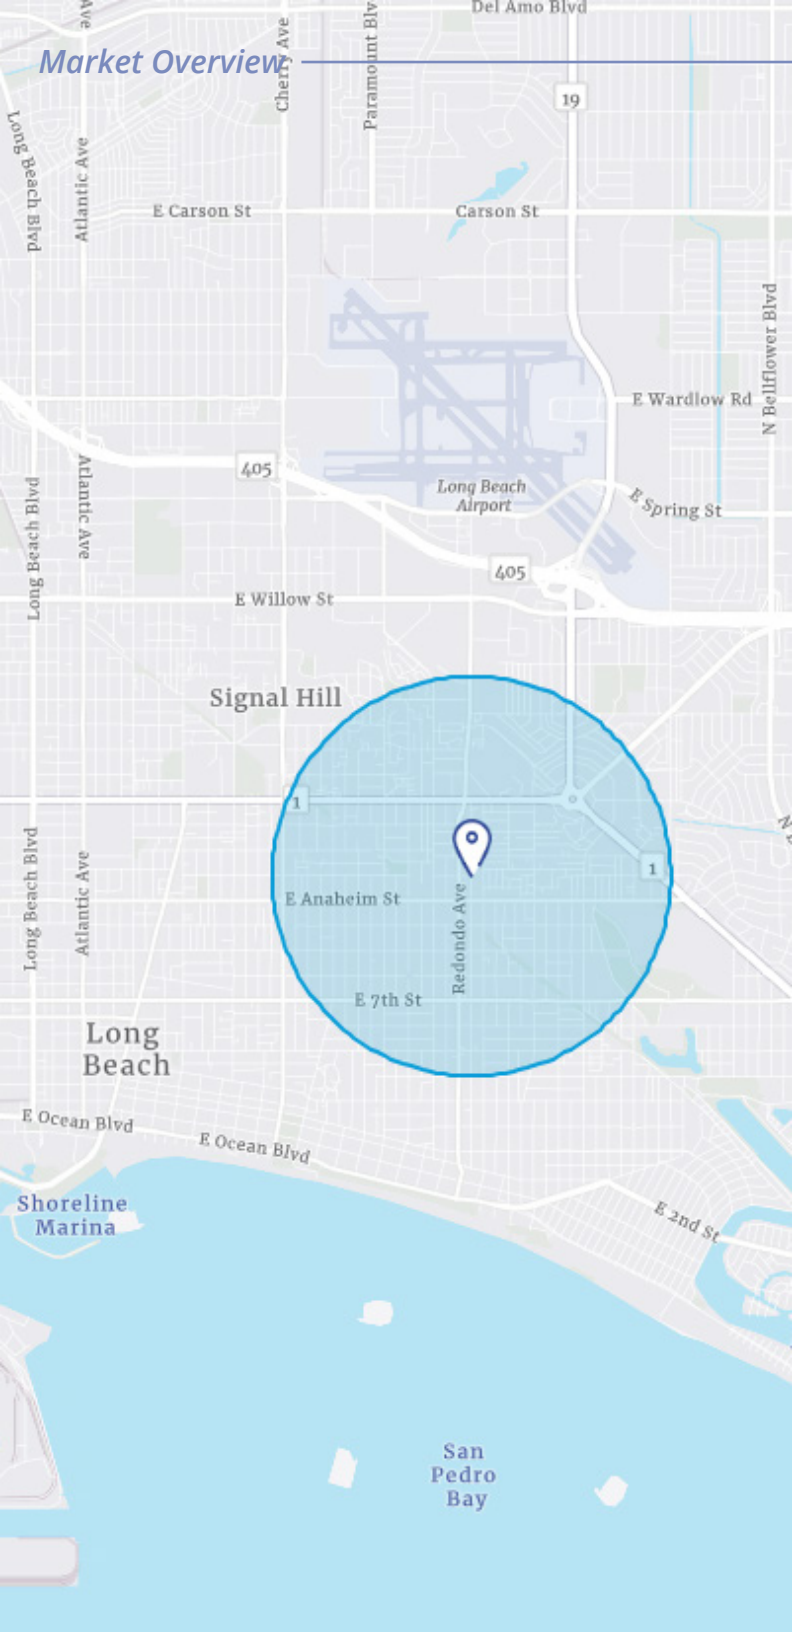 Del Amo Blvd
Market Overview
Ave
Cherry Ave
Paramount Blv
19
Long Beach Blvd
Atlantic Ave
E Carson St
Carson St
N Bellflower Blvd
E Wardlow Rd
405
Atlantic Ave
Long Beach Blvd
Long Beach
Airport
E Spring St
405
E Willow St
Signal Hill
1
N
Long Beach Blvd
Atlantic Ave
1
E Anaheim St
Redondo Ave
E 7th St
Long
Beach
E Ocean Blvd
E Ocean Blvd
Shoreline
Marina
E 2nd St
San
Pedro
Bay